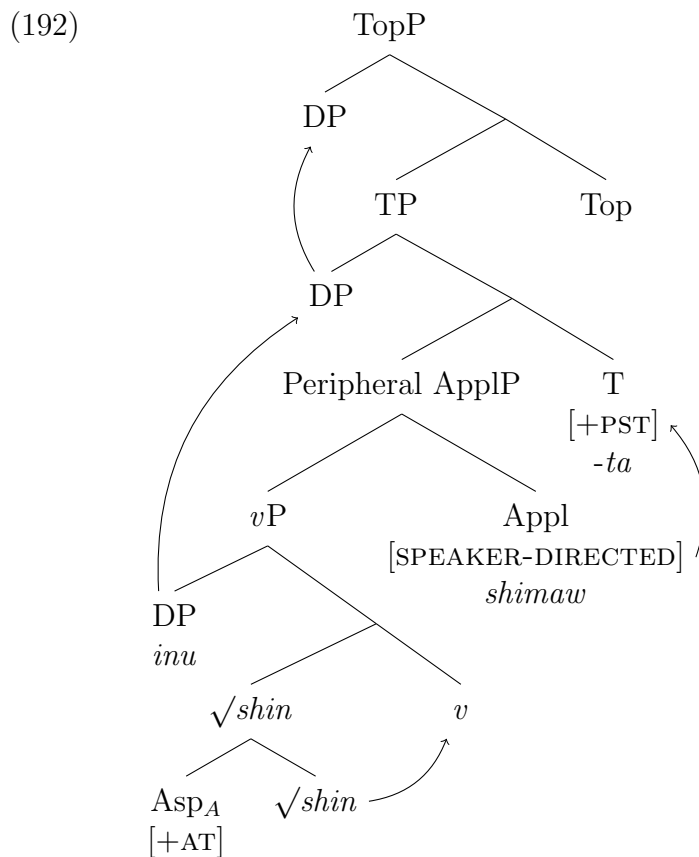 (192) TopP
DP
TP Top
DP
Peripheral ApplP T
[+PST]
-ta
vP Appl
[SPEAKER-DIRECTED]
shimaw
DP
inu
√shin v
Asp_A √shin
[+AT]